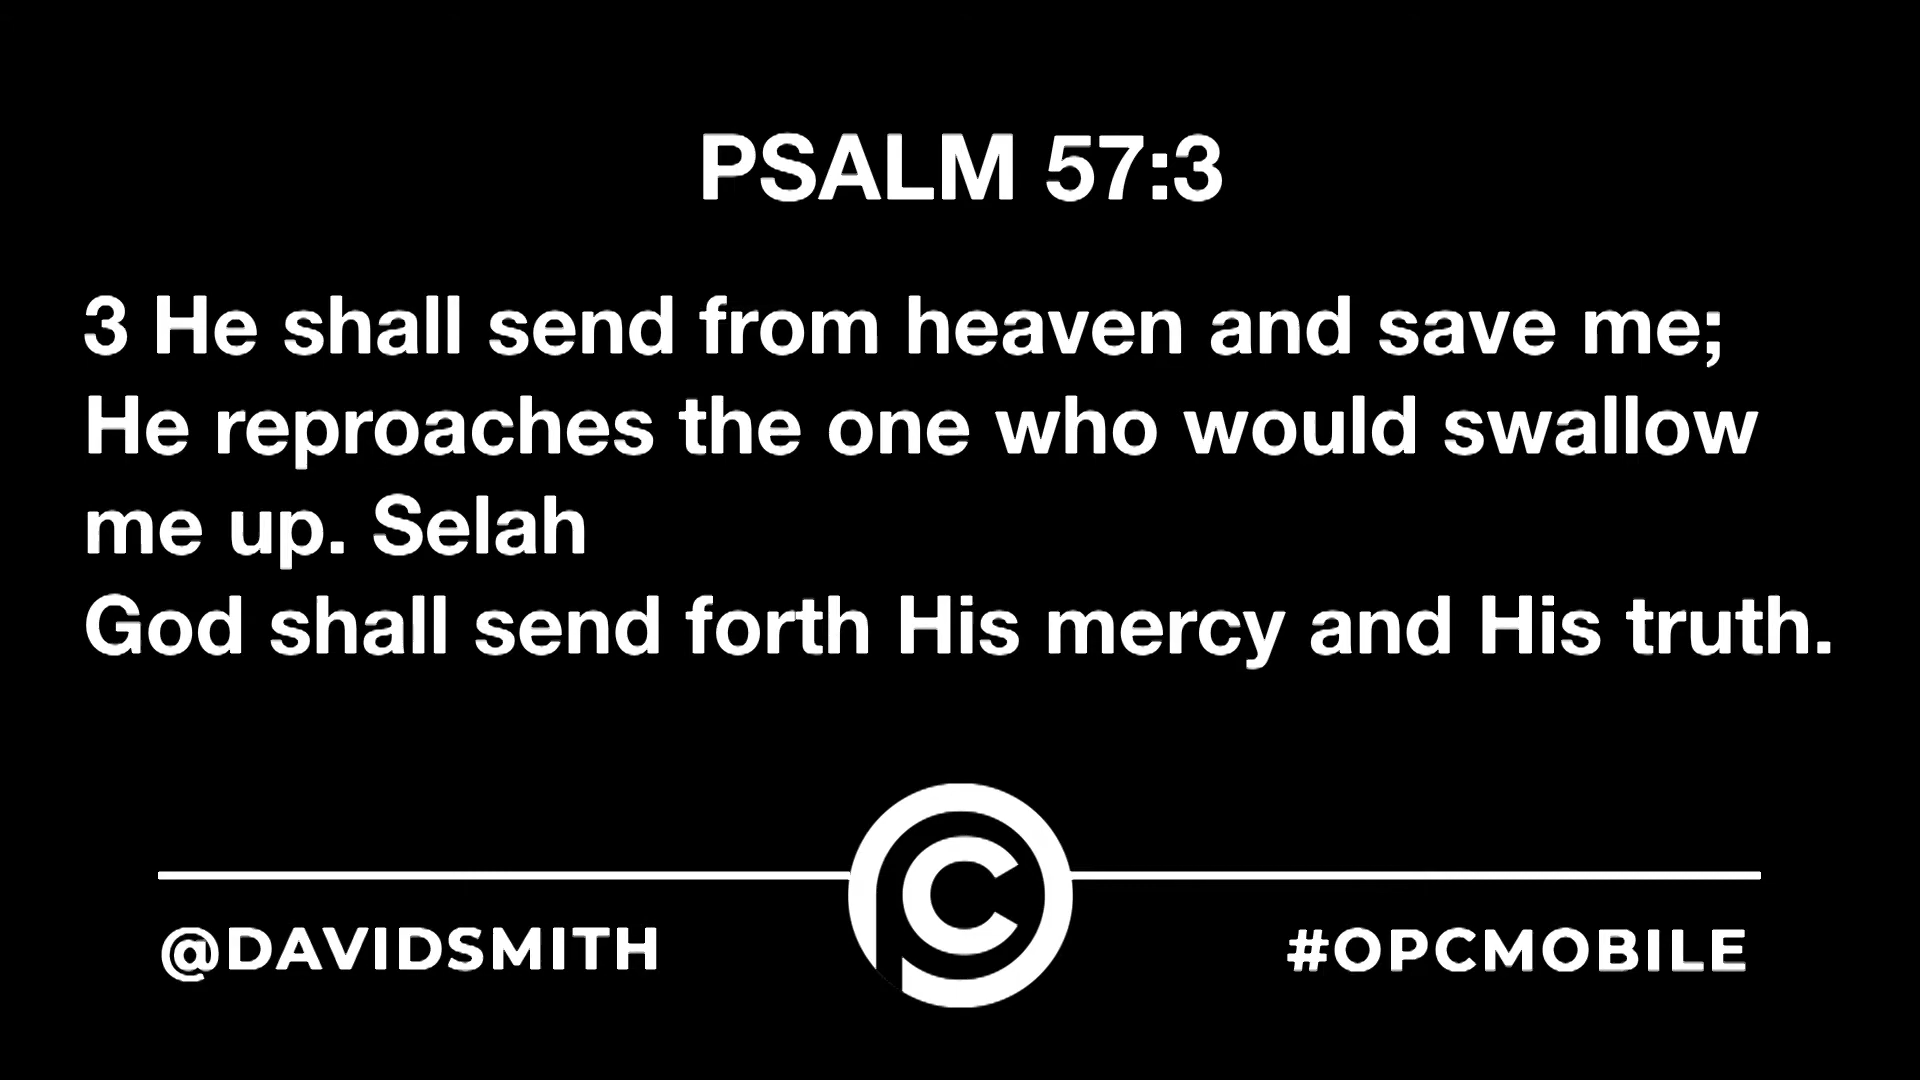 PSALM 57:3
3 He shall send from heaven and save me;
He reproaches the one who would swallow
me up. Selah
God shall send forth His mercy and His truth.
@DAVIDSMITH
#OPCMOBILE